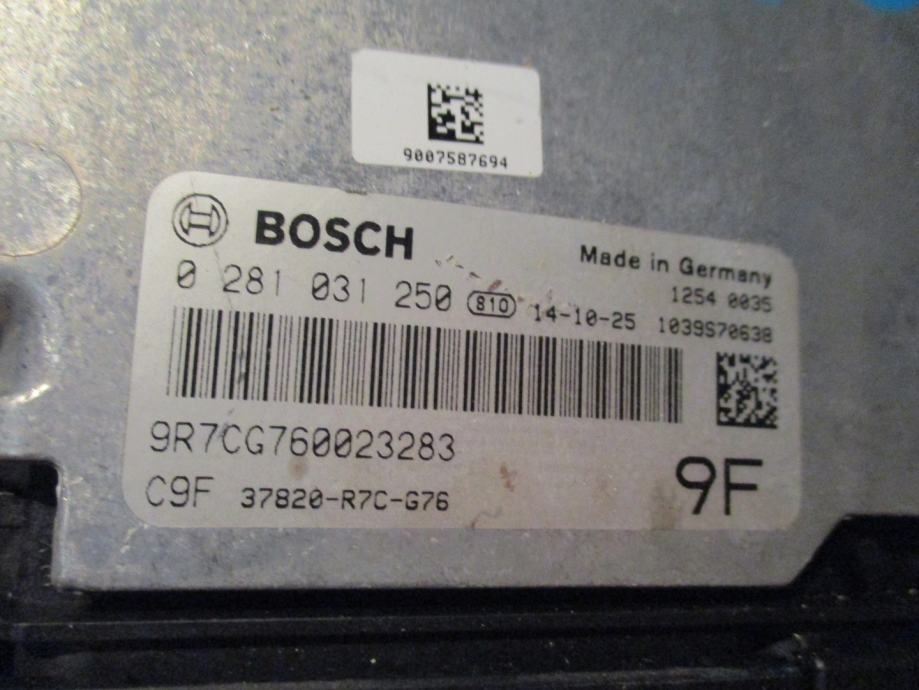 9007587694
BOSCH
Made in Germany
0 281 031 250 810 14-10-25
1254 0035
1039S70638
9R7CG760023283
C9F 37820-R7C-G76
9F